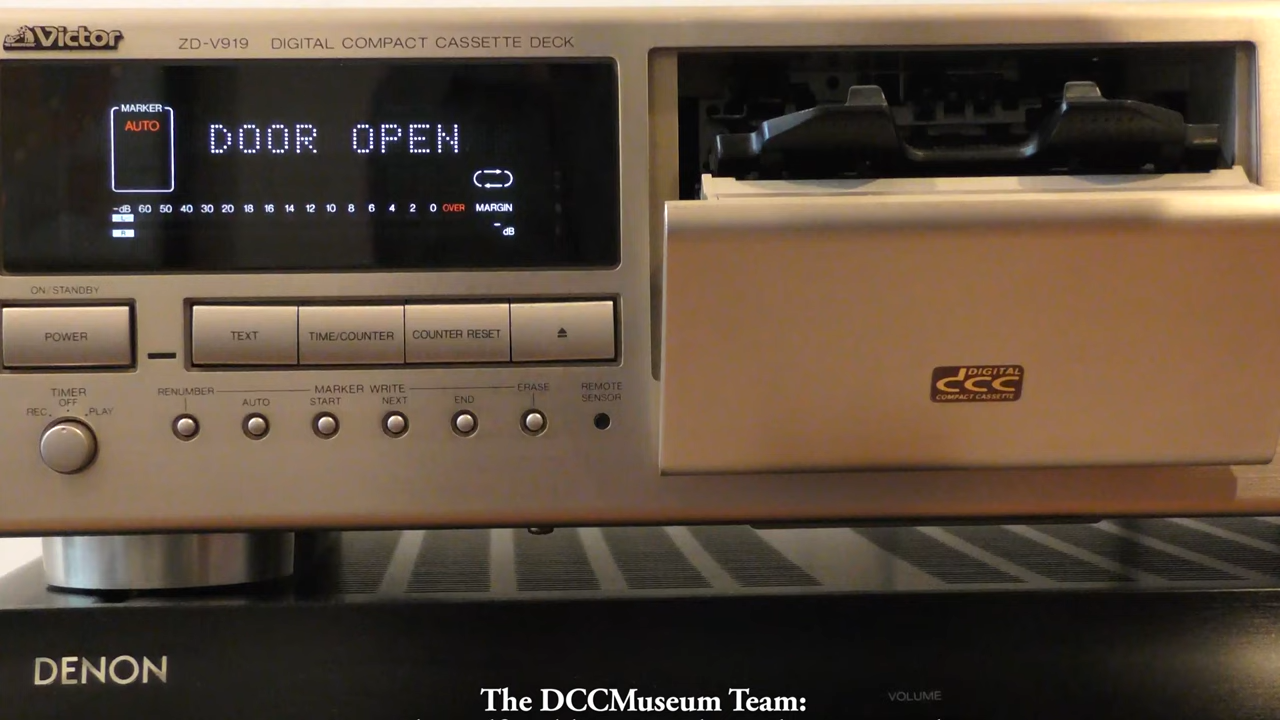 Victor
ZD-V919 DIGITAL COMPACT CASSETTE DECK
MARKER
AUTO
DOOR OPEN
-dB 60 50 40 30 20 18 16 14 12 10 8 6 4 2 0 OVER MARGIN
L
R
- dB
ON/STANDBY
POWER
TEXT
TIME/COUNTER
COUNTER RESET
TIMER
OFF
REC
PLAY
RENUMBER
MARKER WRITE
ERASE
AUTO
START
NEXT
END
REMOTE
SENSOR
DIGITAL
dcc
COMPACT CASSETTE
DENON
VOLUME
The DCCMuseum Team: